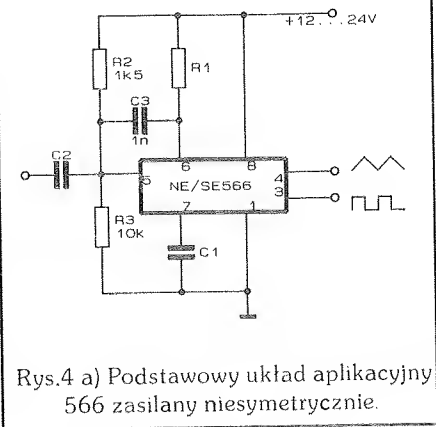 +12...24V
R2
1k5
R1
C3
1n
C2
6
8
5
NE/SE566
4
3
7
1
R3
10k
C1
Rys.4 a) Podstawowy układ aplikacyjny
566 zasilany niesymetrycznie.